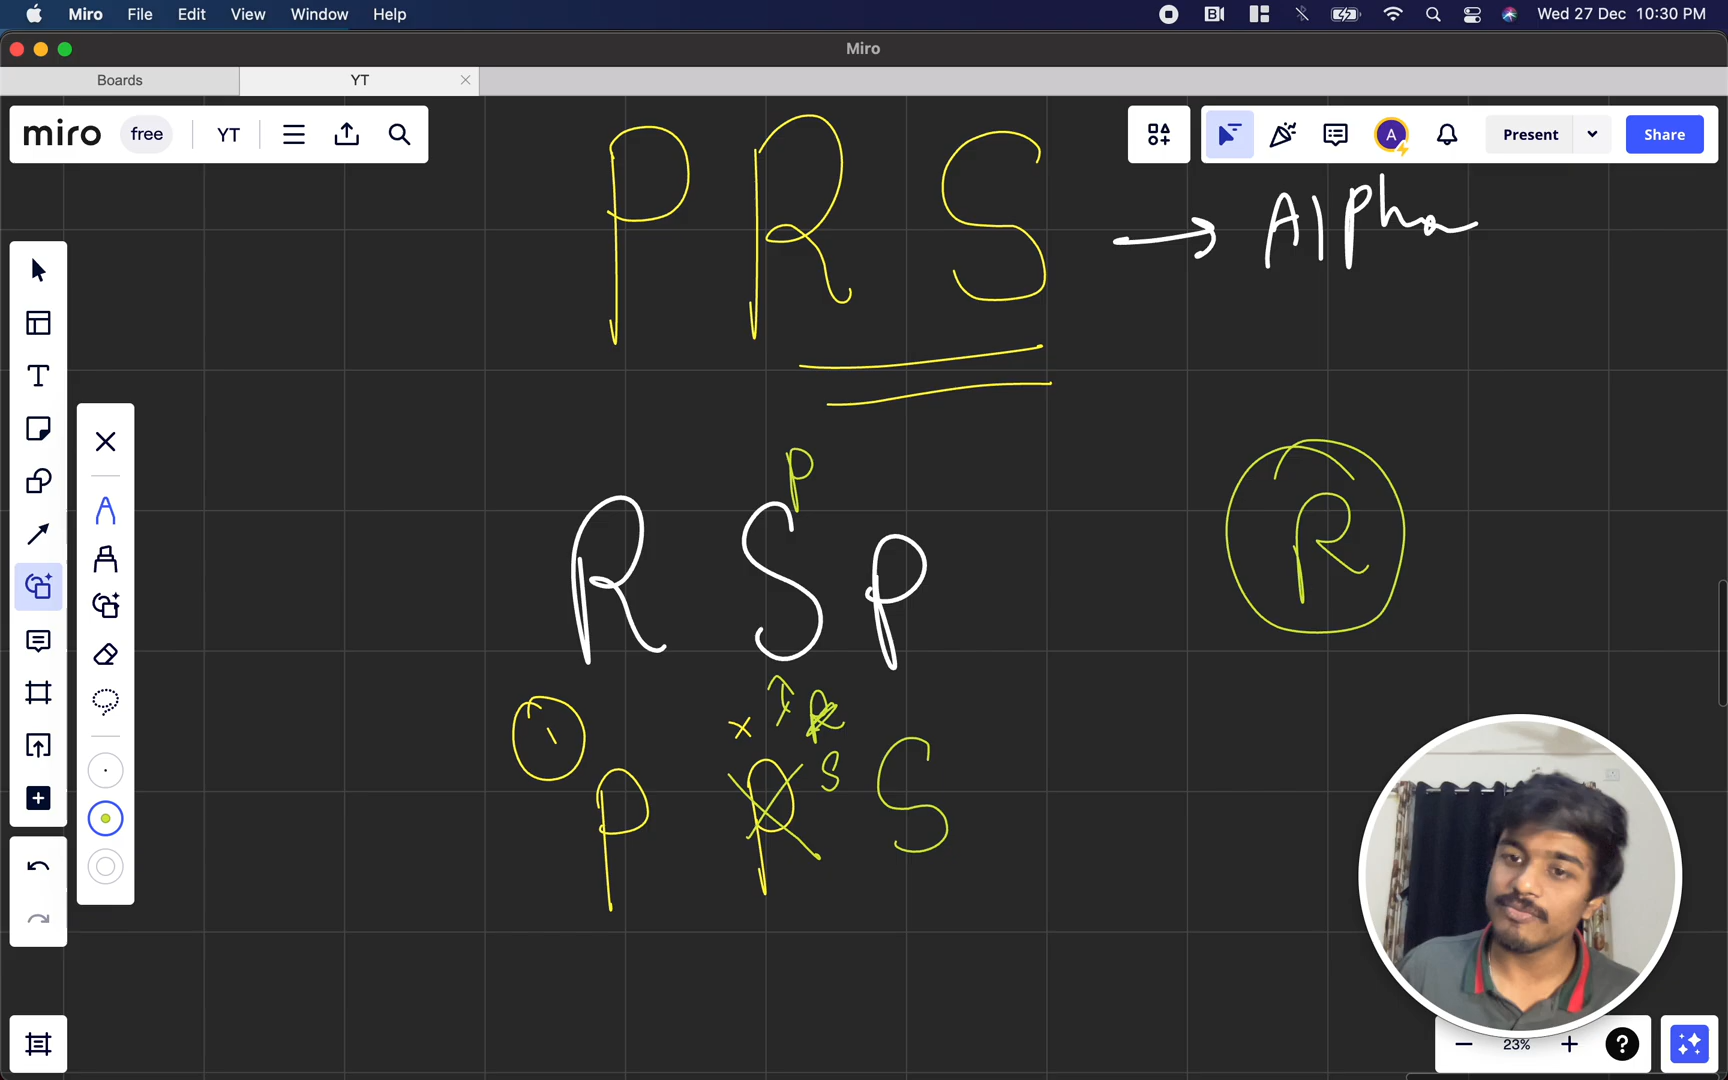 Miro File Edit View Window Help Wed 27 Dec 10:30 PM
Miro
Boards YT
miro free YT A Present Share
P R S → Alpha
P
R S P
R
x R
S
P P S
23%